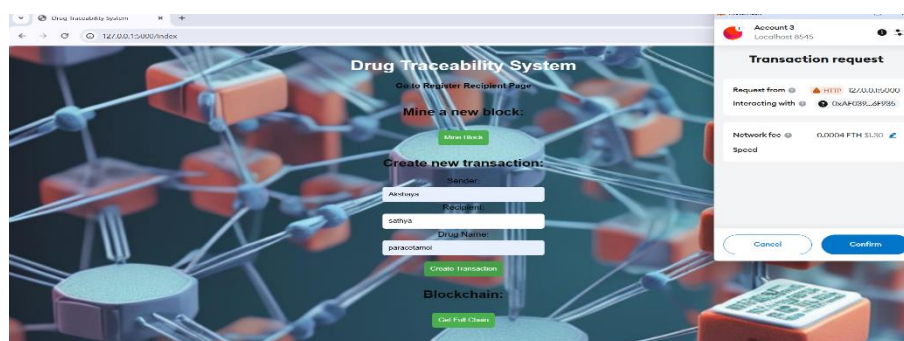 Drug Traceability System
127.0.0.1:5000/index
Drug Traceability System
Go to Register Recipient Page
Mine a new block:
Mine Block
Create new transaction:
Sender:
Akshaya
Recipient:
sathya
Drug Name:
paracetamol
Create Transaction
Blockchain:
Get Full Chain
Account 3
Localhost 8545
Transaction request
Request from
HTTP 127.0.0.1:5000
Interacting with
0xAF039...6F935
Network fee
0.0004 ETH
Speed
Cancel
Confirm